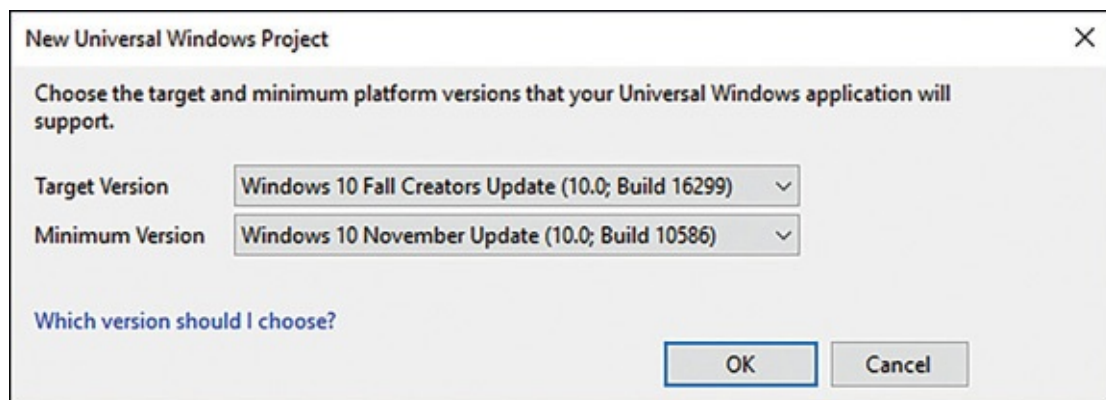 New Universal Windows Project
Choose the target and minimum platform versions that your Universal Windows application will
support.
Target Version Windows 10 Fall Creators Update (10.0; Build 16299)
Minimum Version Windows 10 November Update (10.0; Build 10586)
Which version should I choose?
OK Cancel